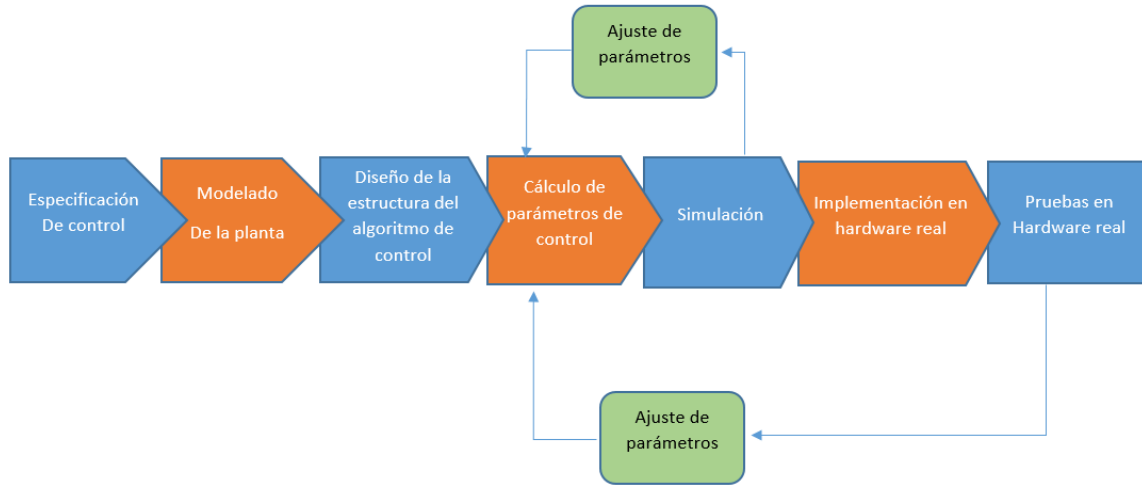 Ajuste de
parámetros
Especificación
De control
Modelado
De la planta
Diseño de la
estructura del
algoritmo de
control
Cálculo de
parámetros de
control
Simulación
Implementación en
hardware real
Pruebas en
Hardware real
Ajuste de
parámetros